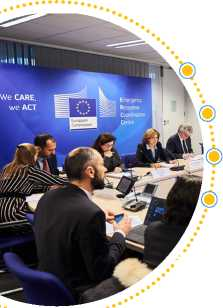 We CARE,
we ACT
European
Commission
Emergency
Response
Coordination
Centre